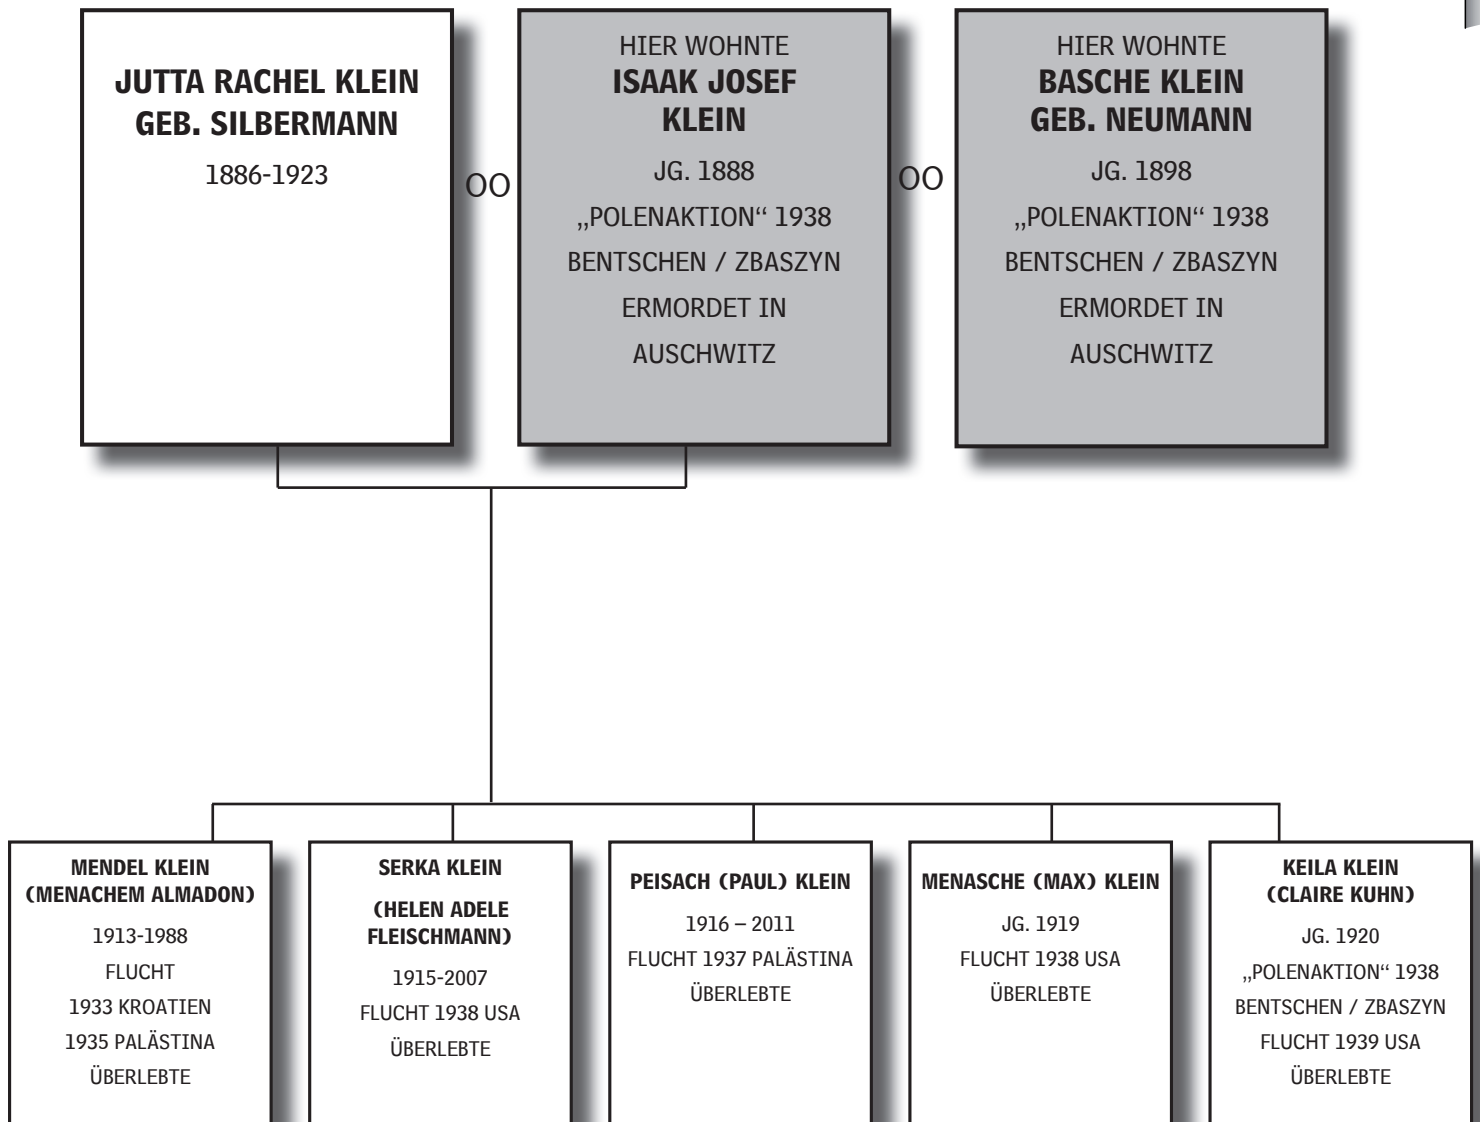 JUTTA RACHEL KLEIN
GEB. SILBERMANN
1886-1923
OO
HIER WOHNTE
ISAAK JOSEF
KLEIN
JG. 1888
„POLENAKTION“ 1938
BENTSCHEN / ZBASZYN
ERMORDET IN
AUSCHWITZ
OO
HIER WOHNTE
BASCHE KLEIN
GEB. NEUMANN
JG. 1898
„POLENAKTION“ 1938
BENTSCHEN / ZBASZYN
ERMORDET IN
AUSCHWITZ
MENDEL KLEIN
(MENACHEM ALMADON)
1913-1988
FLUCHT
1933 KROATIEN
1935 PALÄSTINA
ÜBERLEBTE
SERKA KLEIN
(HELEN ADELE
FLEISCHMANN)
1915-2007
FLUCHT 1938 USA
ÜBERLEBTE
PEISACH (PAUL) KLEIN
1916 – 2011
FLUCHT 1937 PALÄSTINA
ÜBERLEBTE
MENASCHE (MAX) KLEIN
JG. 1919
FLUCHT 1938 USA
ÜBERLEBTE
KEILA KLEIN
(CLAIRE KUHN)
JG. 1920
„POLENAKTION“ 1938
BENTSCHEN / ZBASZYN
FLUCHT 1939 USA
ÜBERLEBTE